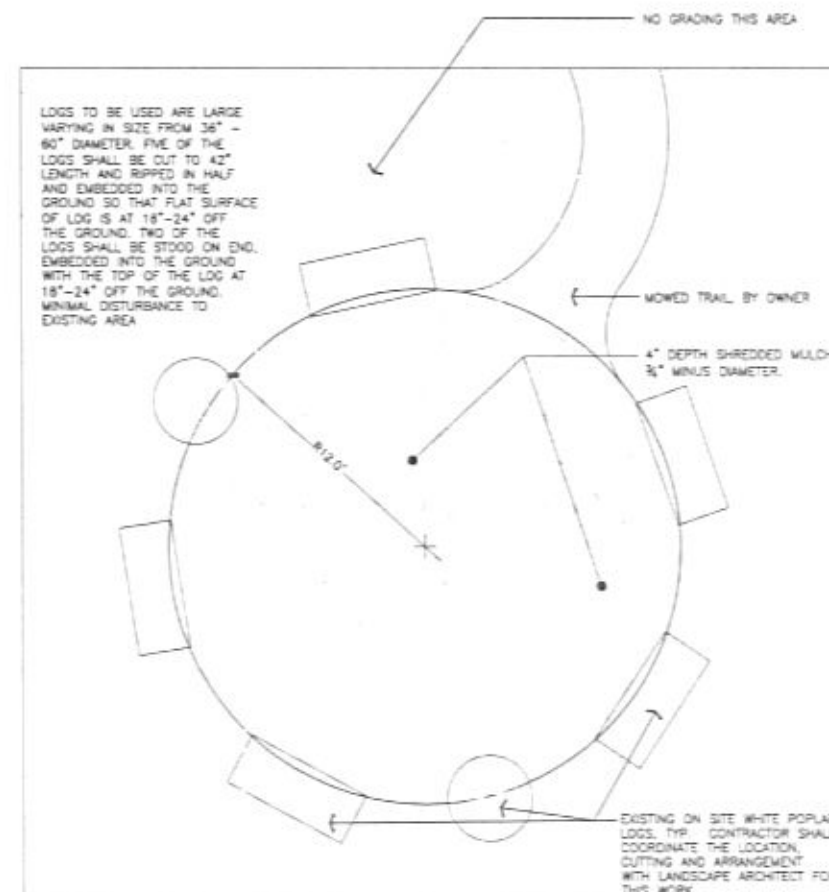 NO GRADING THIS AREA
LOGS TO BE USED ARE LARGE
VARYING IN SIZE FROM 36" -
60" DIAMETER. FIVE OF THE
LOGS SHALL BE CUT TO 42"
LENGTH AND RIPPED IN HALF
AND EMBEDDED INTO THE
GROUND SO THAT FLAT SURFACE
OF LOG IS AT 18"-24" OFF
THE GROUND. TWO OF THE
LOGS SHALL BE STOOD ON END,
EMBEDDED INTO THE GROUND
WITH THE TOP OF THE LOG AT
18"-24" OFF THE GROUND.
MINIMAL DISTURBANCE TO
EXISTING AREA
MOWED TRAIL BY OWNER
4" DEPTH SHREDDED MULCH
¾" MINUS DIAMETER.
R12.0'
EXISTING ON SITE WHITE POPLA
LOGS, TYP. CONTRACTOR SHAL
COORDINATE THE LOCATION,
CUTTING AND ARRANGEMENT
WITH LANDSCAPE ARCHITECT FO
THIS WORK